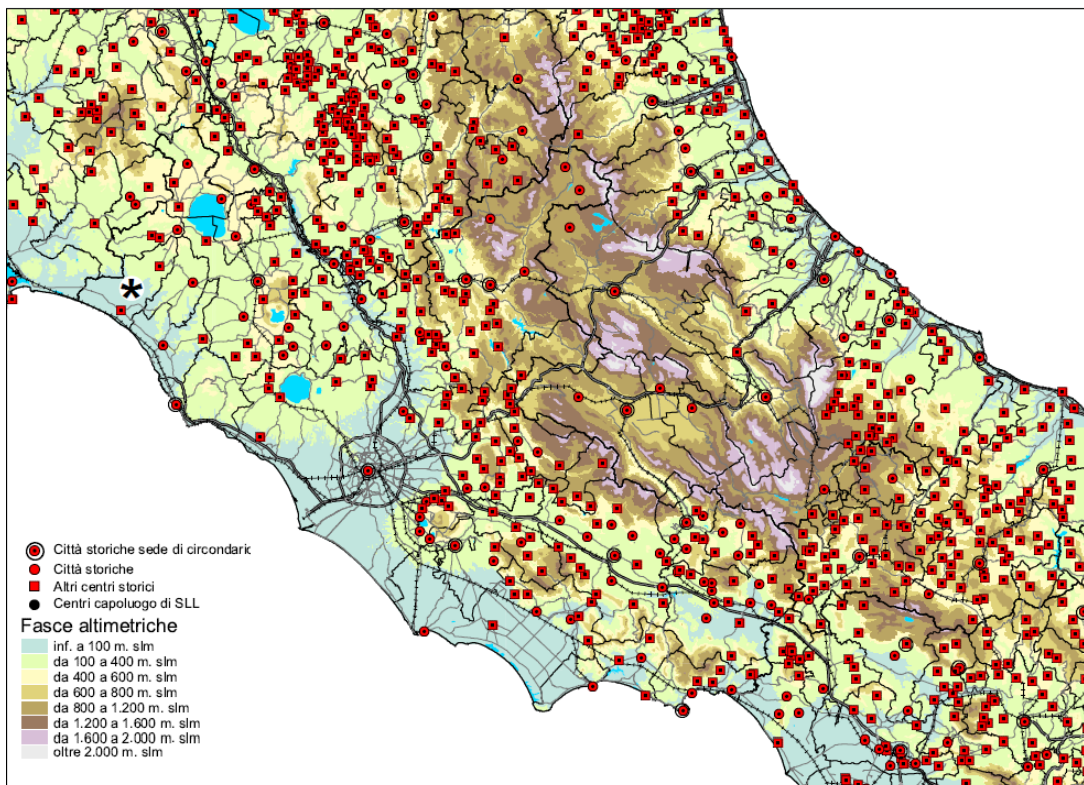 *
Città storiche sede di circondaric
Città storiche
Altri centri storici
Centri capoluogo di SLL
Fasce altimetriche
inf. a 100 m. slm
da 100 a 400 m. slm
da 400 a 600 m. slm
da 600 a 800 m. slm
da 800 a 1.200 m. slm
da 1.200 a 1.600 m. slm
da 1.600 a 2.000 m. slm
oltre 2.000 m. slm